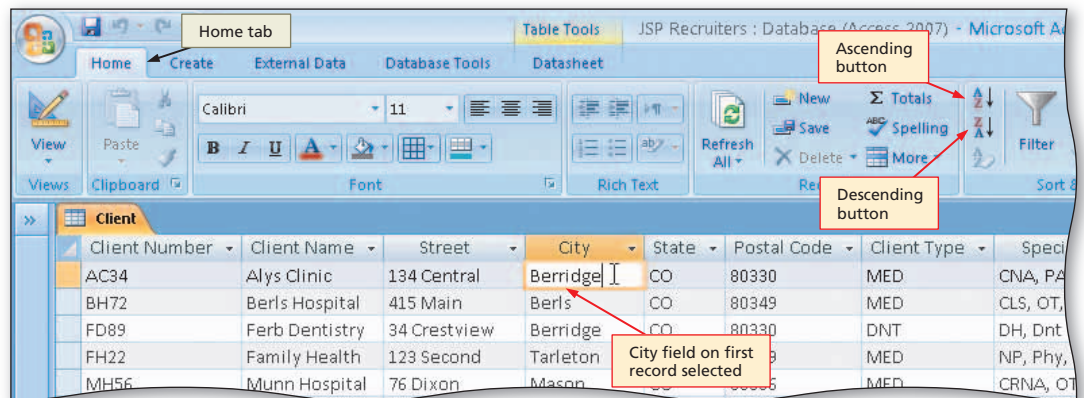 Home tab
Table Tools
JSP Recruiters : Database (Access 2007) - Microsoft
Home Create External Data Database Tools Datasheet
Ascending button
View
Paste
Calibri 11
B I U A
ab
Refresh All
New
Save
Delete
Σ Totals
ABC Spelling
More
A Z
Z A
Filter
Views Clipboard Font Rich Text
Sort
Descending button
Client
Client Number Client Name Street City State Postal Code Client Type
AC34 Alys Clinic 134 Central Berridge CO 80330 MED CNA,
BH72 Berls Hospital 415 Main Berls CO 80349 MED CLS, OT,
FD89 Ferb Dentistry 34 Crestview Berridge CO 80330 DNT DH, Dnt
FH22 Family Health 123 Second Tarleton MED NP, Phy,
City field on first record selected
MH56 Munn Hospital 76 Dixon Mason MED CRNA,